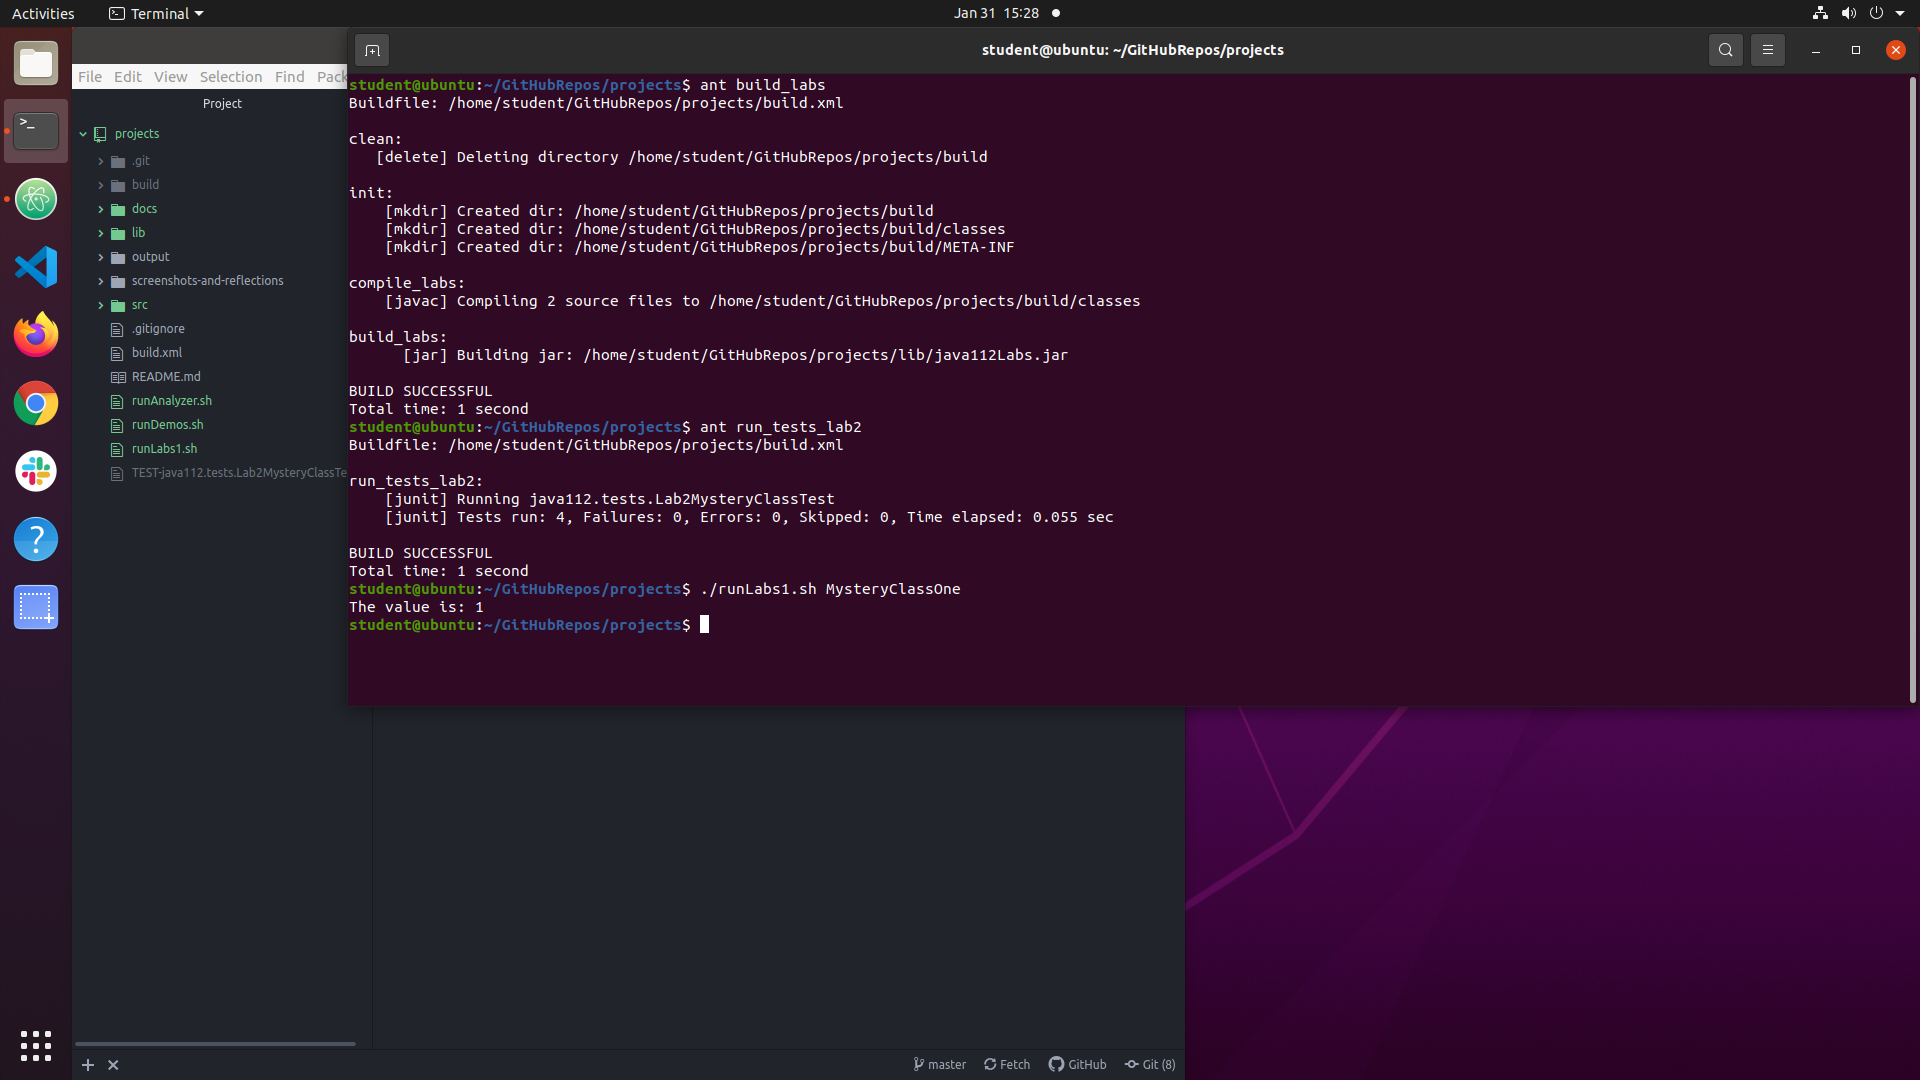 Activities
Terminal
Jan 31 15:28
File Edit View Selection Find Pack
Project
projects
.git
build
docs
lib
output
screenshots-and-reflections
src
.gitignore
build.xml
README.md
runAnalyzer.sh
runDemos.sh
runLabs1.sh
TEST-java112.tests.Lab2MysteryClassTe
student@ubuntu: ~/GitHubRepos/projects
student@ubuntu:~/GitHubRepos/projects$ ant build_labs
Buildfile: /home/student/GitHubRepos/projects/build.xml
clean:
[delete] Deleting directory /home/student/GitHubRepos/projects/build
init:
[mkdir] Created dir: /home/student/GitHubRepos/projects/build
[mkdir] Created dir: /home/student/GitHubRepos/projects/build/classes
[mkdir] Created dir: /home/student/GitHubRepos/projects/build/META-INF
compile_labs:
[javac] Compiling 2 source files to /home/student/GitHubRepos/projects/build/classes
build_labs:
[jar] Building jar: /home/student/GitHubRepos/projects/lib/java112Labs.jar
BUILD SUCCESSFUL
Total time: 1 second
student@ubuntu:~/GitHubRepos/projects$ ant run_tests_lab2
Buildfile: /home/student/GitHubRepos/projects/build.xml
run_tests_lab2:
[junit] Running java112.tests.Lab2MysteryClassTest
[junit] Tests run: 4, Failures: 0, Errors: 0, Skipped: 0, Time elapsed: 0.055 sec
BUILD SUCCESSFUL
Total time: 1 second
student@ubuntu:~/GitHubRepos/projects$ ./runLabs1.sh MysteryClassOne
The value is: 1
student@ubuntu:~/GitHubRepos/projects$
master Fetch GitHub Git (8)